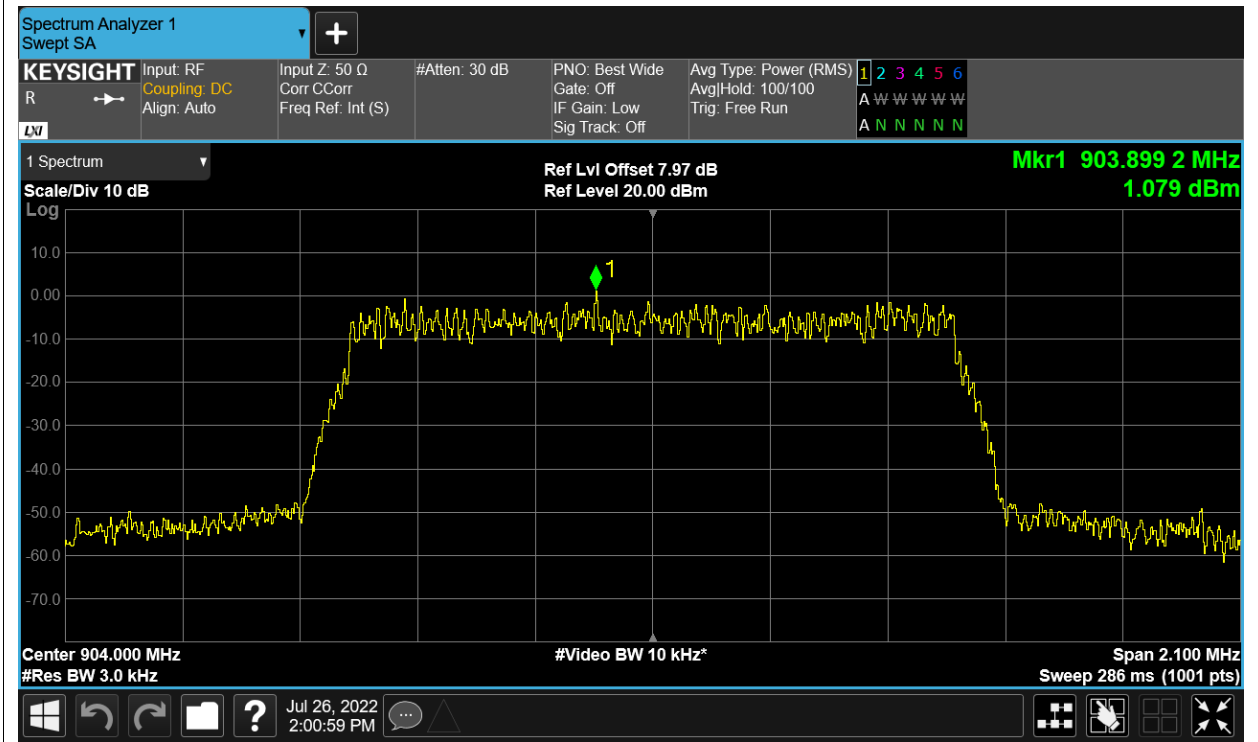 Spectrum Analyzer 1
Swept SA
KEYSIGHT
R
LXI
Input: RF
Coupling: DC
Align: Auto
Input Z: 50 Ω
Corr CCorr
Freq Ref: Int (S)
#Atten: 30 dB
PNO: Best Wide
Gate: Off
IF Gain: Low
Sig Track: Off
Avg Type: Power (RMS)
Avg|Hold: 100/100
Trig: Free Run
1 2 3 4 5 6
A W W W W W
A N N N N N
1 Spectrum
Scale/Div 10 dB
Log
Ref Lvl Offset 7.97 dB
Ref Level 20.00 dBm
Mkr1 903.899 2 MHz
1.079 dBm
1
10.0
0.00
-10.0
-20.0
-30.0
-40.0
-50.0
-60.0
-70.0
Center 904.000 MHz
#Res BW 3.0 kHz
#Video BW 10 kHz*
Span 2.100 MHz
Sweep 286 ms (1001 pts)
?
Jul 26, 2022
2:00:59 PM